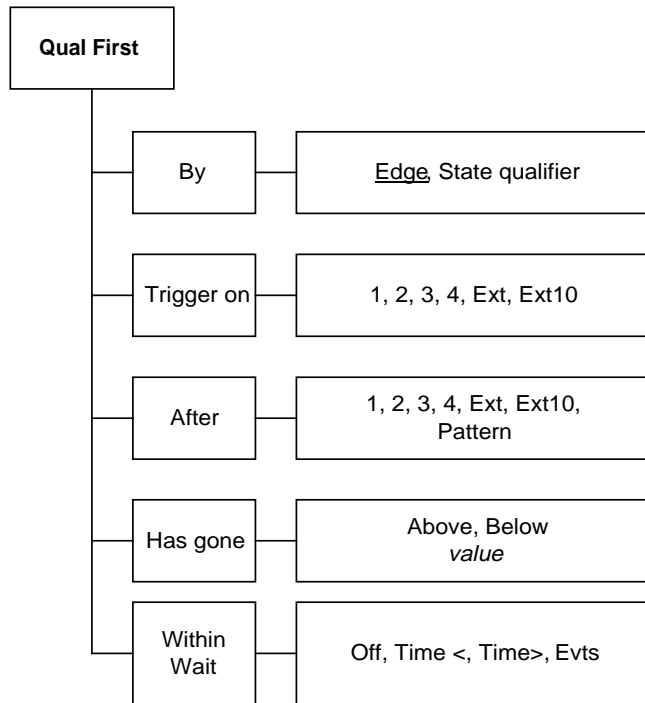 Qual First
By
Edge, State qualifier
Trigger on
1, 2, 3, 4, Ext, Ext10
After
1, 2, 3, 4, Ext, Ext10,
Pattern
Has gone
Above, Below
value
Within
Wait
Off, Time <, Time>, Evts